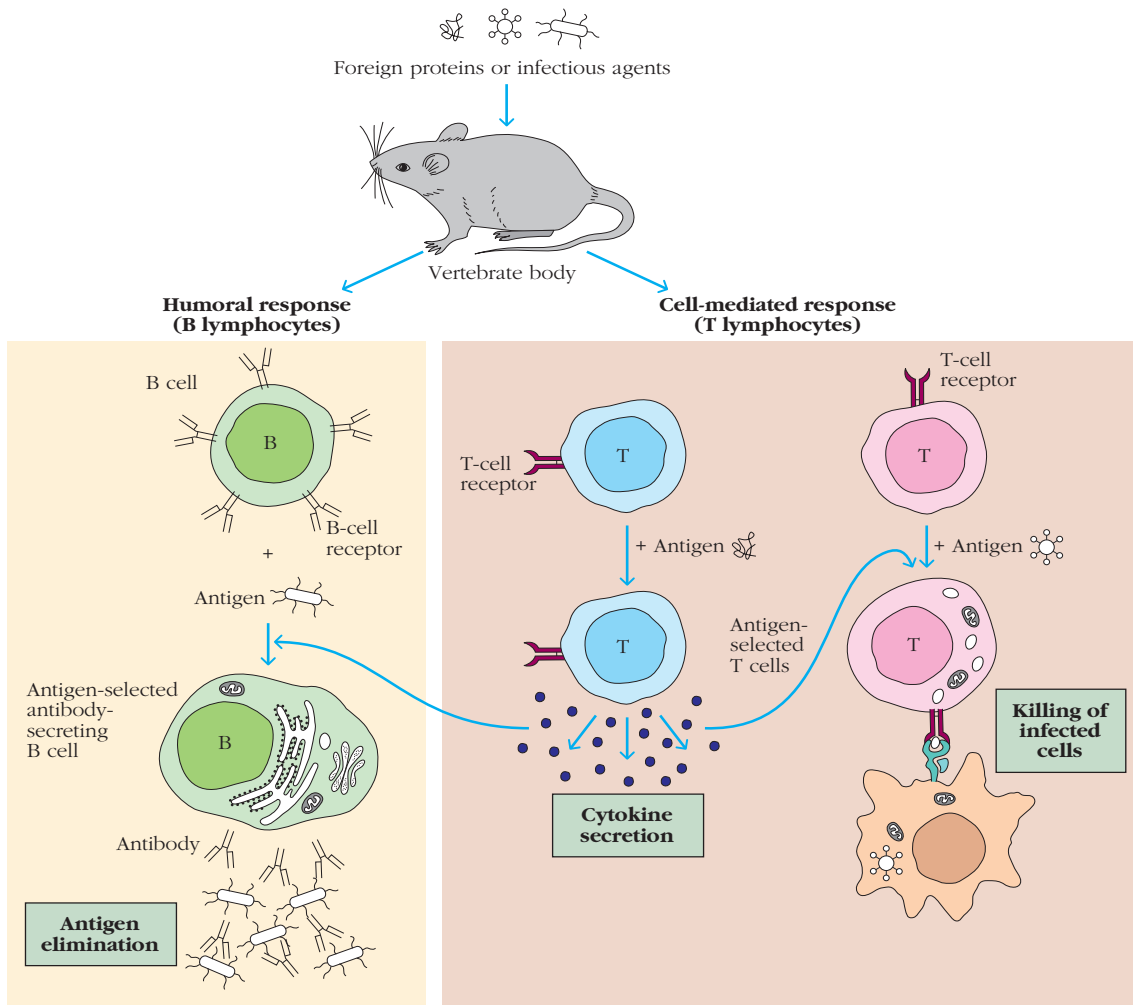 Foreign proteins or infectious agents
Vertebrate body
Humoral response
(B lymphocytes)
Cell-mediated response
(T lymphocytes)
B cell
B
B-cell
receptor
+
Antigen
Antigen-selected
antibody-
secreting
B cell
B
Antibody
Antigen
elimination
T-cell
receptor
T
+ Antigen
T
Cytokine
secretion
T-cell
receptor
T
+ Antigen
Antigen-
selected
T cells
T
Killing of
infected
cells